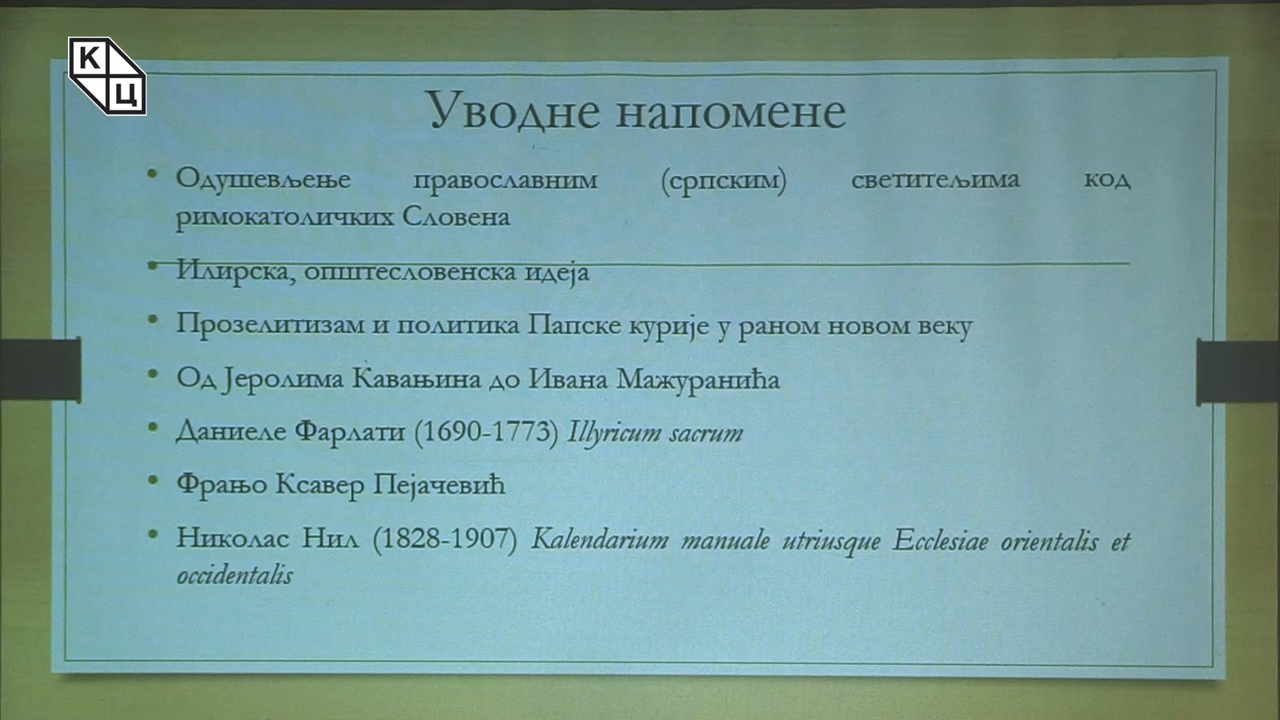 К
Ц
Уводне напомене
• Одушевљење православним (српским) светитељима код
римокатоличких Словена
• Илирска, општесловенска идеја
• Прозелитизам и политика Папске курије у раном новом веку
• Од Јеролима Кавањина до Ивана Мажуранића
• Даниеле Фарлати (1690-1773) Illyricum sacrum
• Фрањо Ксавер Пејачевић
• Николас Нил (1828-1907) Kalendarium manuale utriusque Ecclesiae orientalis et
occidentalis